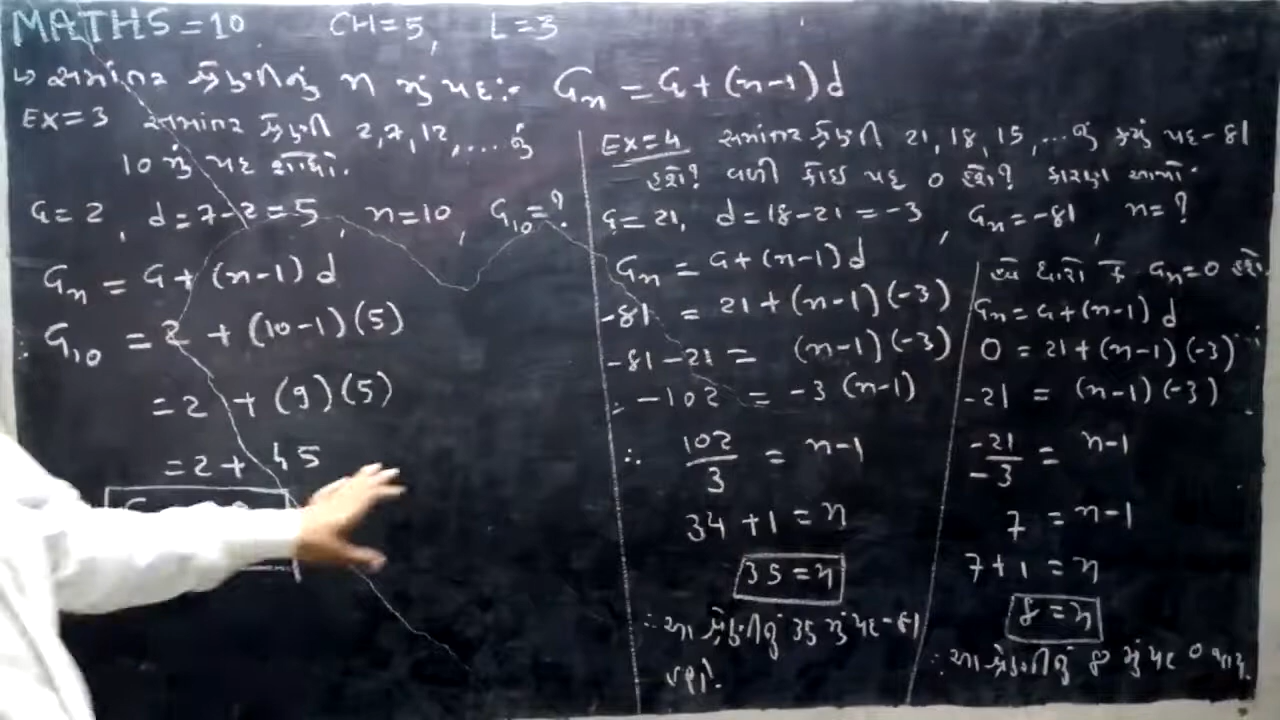 MATHS=10. CH=5, L=3
↳ સમાંતર શ્રેણીનું n મું પદ:- an = a+(n-1)d
EX=3 સમાંતર શ્રેણી 2,7,12,....નું
10 મું પદ શોધો.
a=2, d=7-2=5, n=10, a10=?
an = a+(n-1)d
∴ a10 = 2 + (10-1)(5)
=2 + (9)(5)
=2+ 45
EX=4 સમાંતર શ્રેણી 21, 18, 15, ...નું કયું પદ -81
હશે? વળી કોઇ પદ 0 હશે? કારણ આપો.
a=21, d=18-21=-3, an=-81, n=?
an = a+(n-1)d
-81 = 21+(n-1)(-3)
-81-21= (n-1)(-3)
∴ -102 = -3(n-1)
∴ 102/3 = n-1
34+1=n
35=n
∴ આ શ્રેણીનું 35 મું પદ -81
હવે ધારો કે an=0 હશે.
an=a+(n-1)d
0=21+(n-1)(-3)
-21 = (n-1)(-3)
-21/-3 = n-1
7 =n-1
7+1=n
8=n
∴ આ શ્રેણીનું 8 મું પદ 0